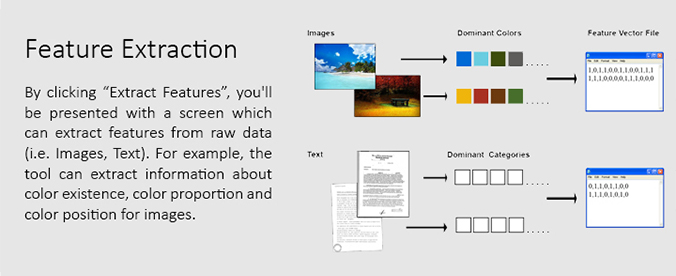 Feature Extraction
By clicking “Extract Features”, you'll
be presented with a screen which
can extract features from raw data
(i.e. Images, Text). For example, the
tool can extract information about
color existence, color proportion and
color position for images.
Images
Dominant Colors
Feature Vector File
1,0,1,1,0,0,1,1,0,0,1,1,1
1,1,1,0,0,0,0,1,1,1,0,0,0
Text
Dominant Categories
0,1,1,0,1,1,0,0
1,1,1,0,1,0,1,0